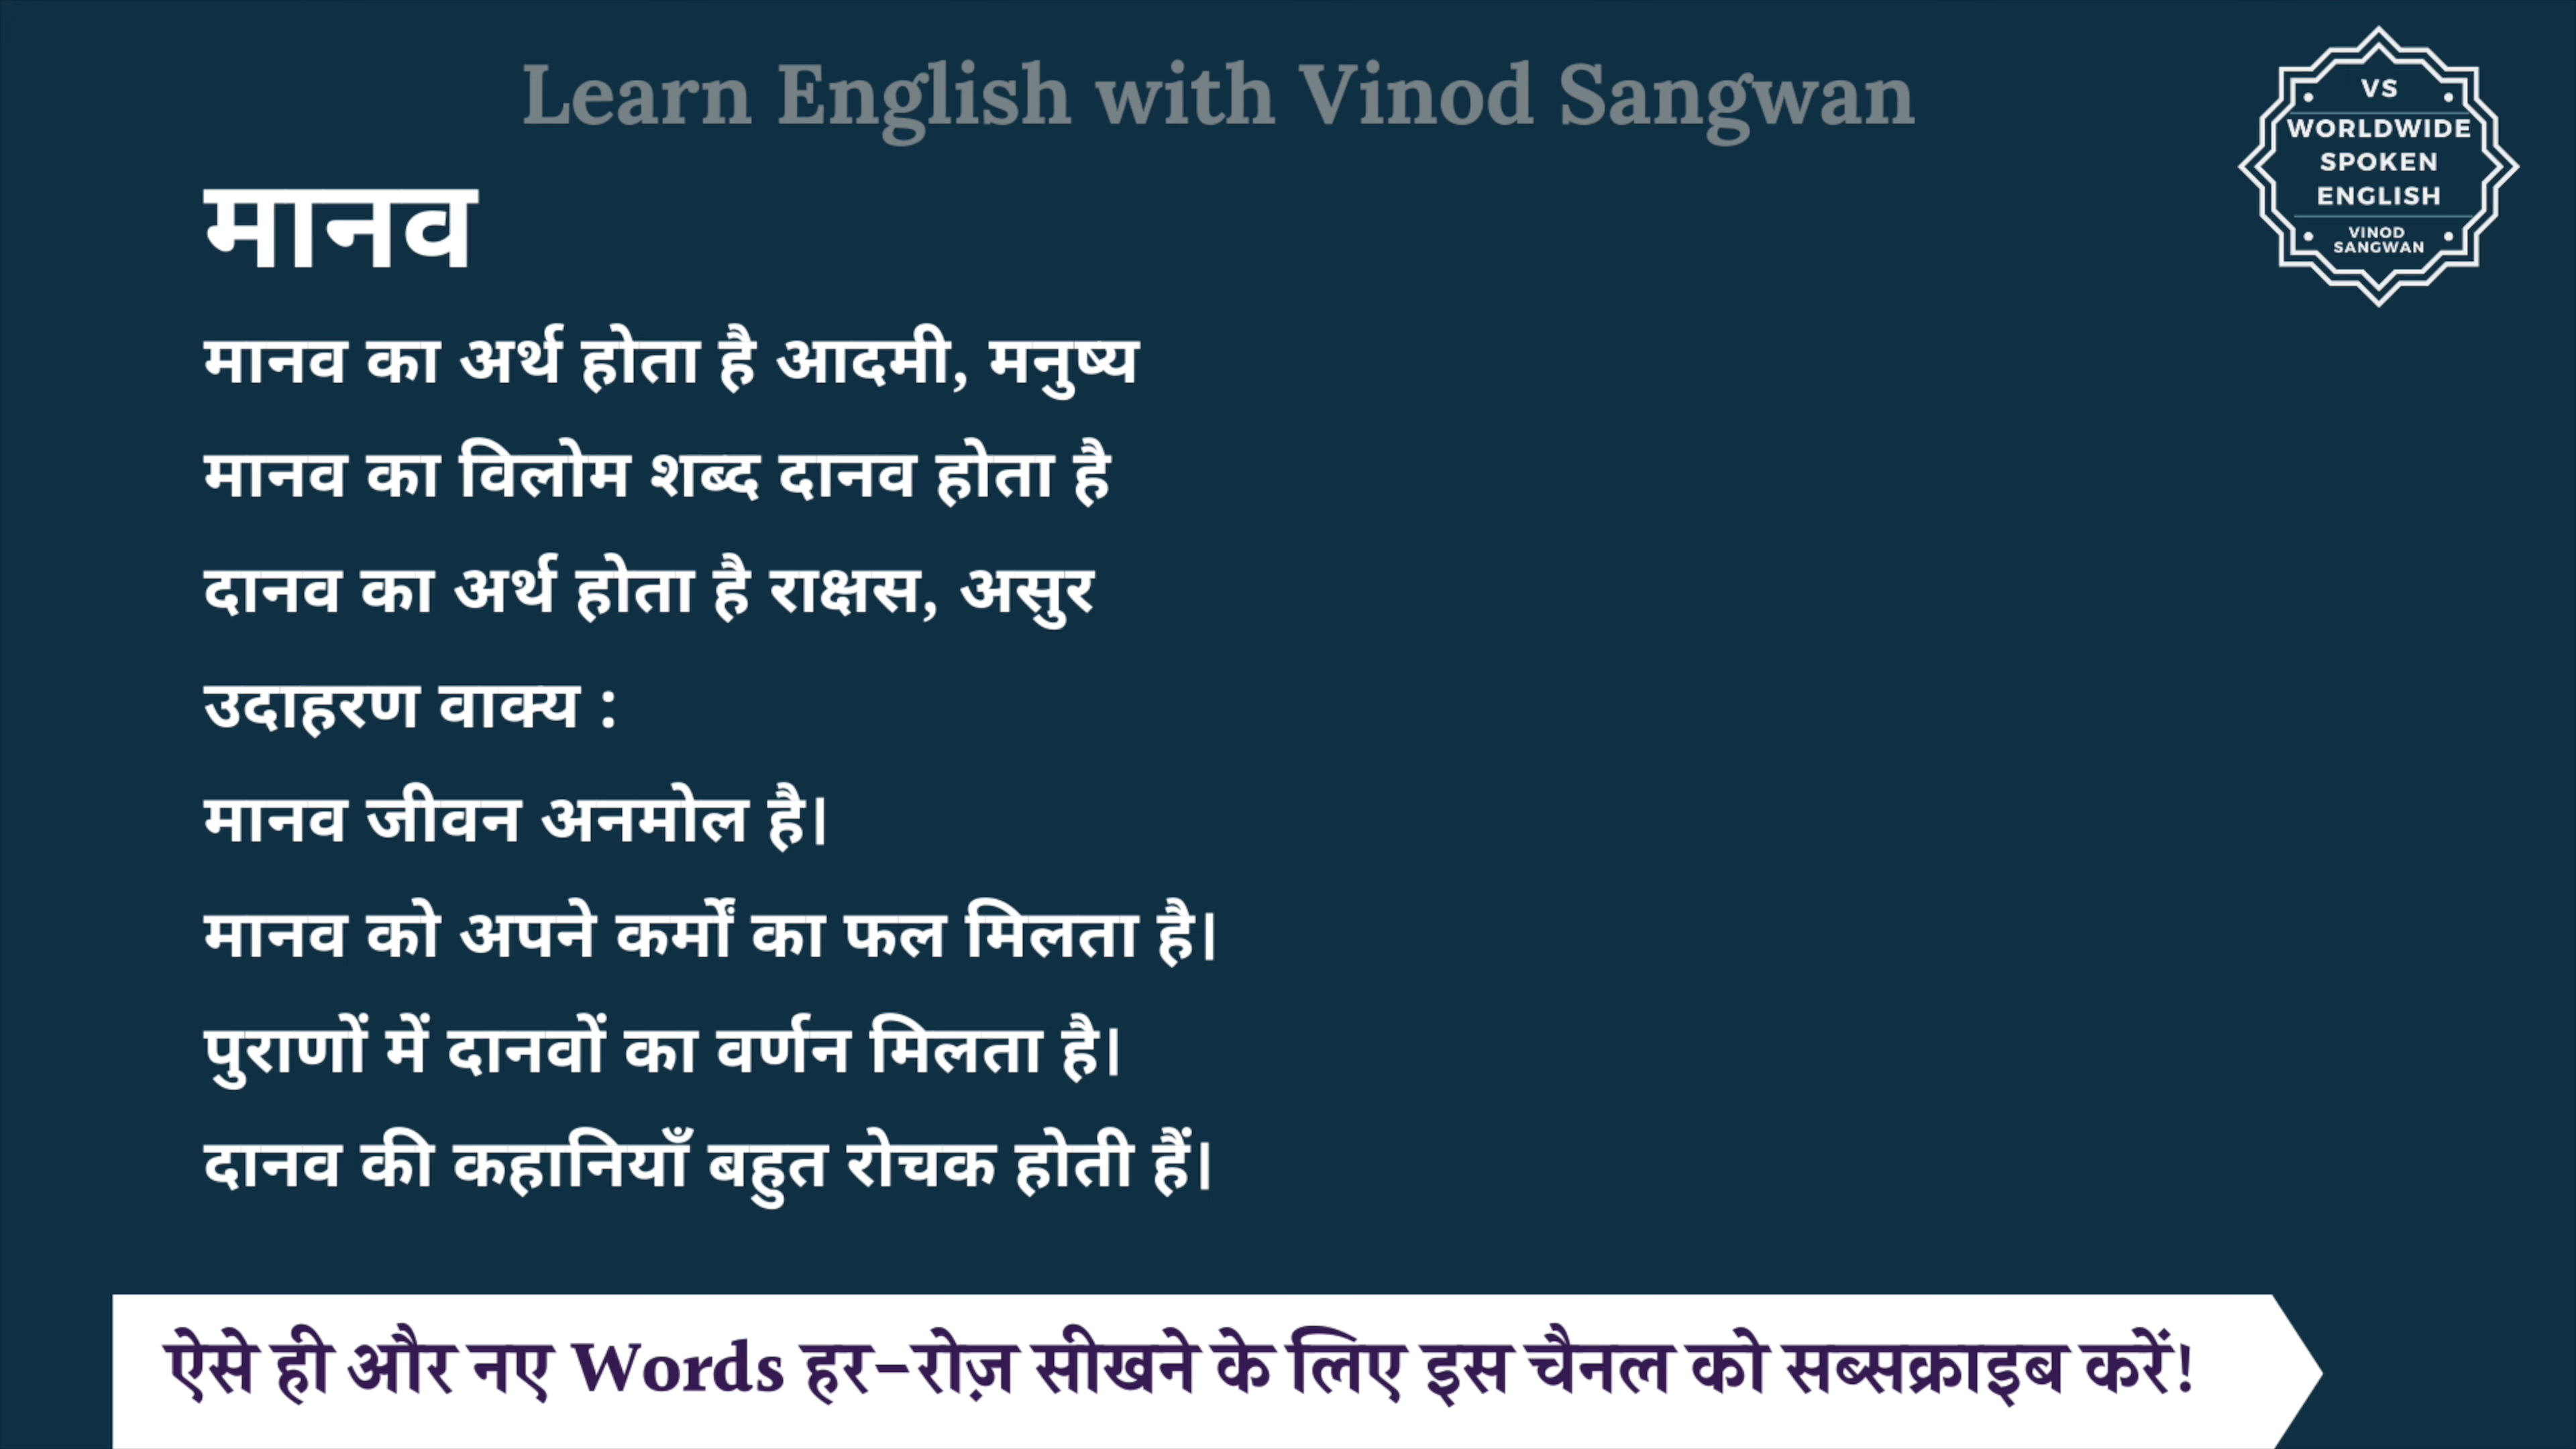 Learn English with Vinod Sangwan
VS
WORLDWIDE
SPOKEN
ENGLISH
VINOD
SANGWAN
मानव
मानव का अर्थ होता है आदमी, मनुष्य
मानव का विलोम शब्द दानव होता है
दानव का अर्थ होता है राक्षस, असुर
उदाहरण वाक्य :
मानव जीवन अनमोल है।
मानव को अपने कर्मों का फल मिलता है।
पुराणों में दानवों का वर्णन मिलता है।
दानव की कहानियाँ बहुत रोचक होती हैं।
ऐसे ही और नए Words हर-रोज़ सीखने के लिए इस चैनल को सब्सक्राइब करें!